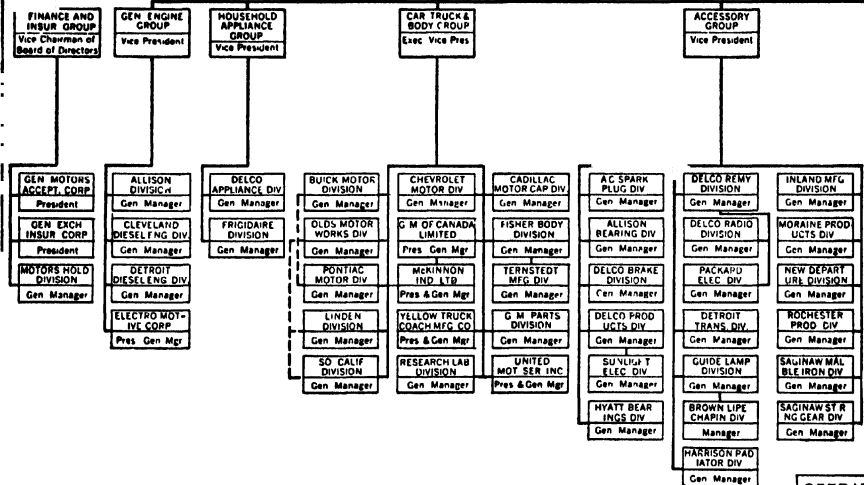 FINANCE AND
INSUR GROUP
Vice Chairman of
Board of Directors
GEN ENGINE
GROUP
Vice President
HOUSEHOLD
APPLIANCE
GROUP
Vice President
CAR TRUCK &
BODY GROUP
Exec Vice Pres
ACCESSORY
GROUP
Vice President
GEN MOTORS
ACCEPT. CORP
President
GEN EXCH
INSUR CORP
President
MOTORS HOLD
DIVISION
Gen Manager
ALLISON
DIVISION
Gen Manager
CLEVELAND
DIESEL ENG DIV.
Gen Manager
DETROIT
DIESEL ENG DIV.
Gen Manager
ELECTRO MOT-
IVE CORP
Pres Gen Mgr
DELCO
APPLIANCE DIV
Gen Manager
FRIGIDAIRE
DIVISION
Gen Manager
BUICK MOTOR
DIVISION
Gen Manager
OLDS MOTOR
WORKS DIV
Gen Manager
PONTIAC
MOTOR DIV
Gen Manager
LINDEN
DIVISION
Gen Manager
SO CALIF
DIVISION
Gen Manager
CHEVROLET
MOTOR DIV
Gen Manager
G M OF CANADA
LIMITED
Pres Gen Mgr
McKINNON
IND LTD
Pres & Gen Mgr
YELLOW TRUCK
COACH MFG CO
Pres & Gen Mgr
RESEARCH LAB
DIVISION
Gen Manager
CADILLAC
MOTOR CAP DIV.
Gen Manager
FISHER BODY
DIVISION
Gen Manager
TERNSTEDT
MFG DIV
Gen Manager
G M PARTS
DIVISION
Gen Manager
UNITED
MOT SER INC
Pres & Gen Mgr
AC SPARK
PLUG DIV
Gen Manager
ALLISON
BEARING DIV
Gen Manager
DELCO BRAKE
DIVISION
Gen Manager
DELCO PROD
UCTS DIV
Gen Manager
SUNLIGHT
ELEC DIV
Gen Manager
HYATT BEAR
INGS DIV
Gen Manager
DELCO REMY
DIVISION
Gen Manager
DELCO RADIO
DIVISION
Gen Manager
PACKARD
ELEC DIV
Gen Manager
DETROIT
TRANS. DIV.
Gen Manager
GUIDE LAMP
DIVISION
Gen Manager
BROWN LIPE
CHAPIN DIV
Manager
HARRISON RAD
IATOR DIV
Gen Manager
INLAND MFG
DIVISION
Gen Manager
MORAINE PROD
UCTS DIV
Gen Manager
NEW DEPART
URE DIVISION
Gen Manager
ROCHESTER
PROD DIV
Gen Manager
SAGINAW MAL
BLE IRON DIV
Gen Manager
SAGINAW ST R
NG GEAR DIV
Gen Manager